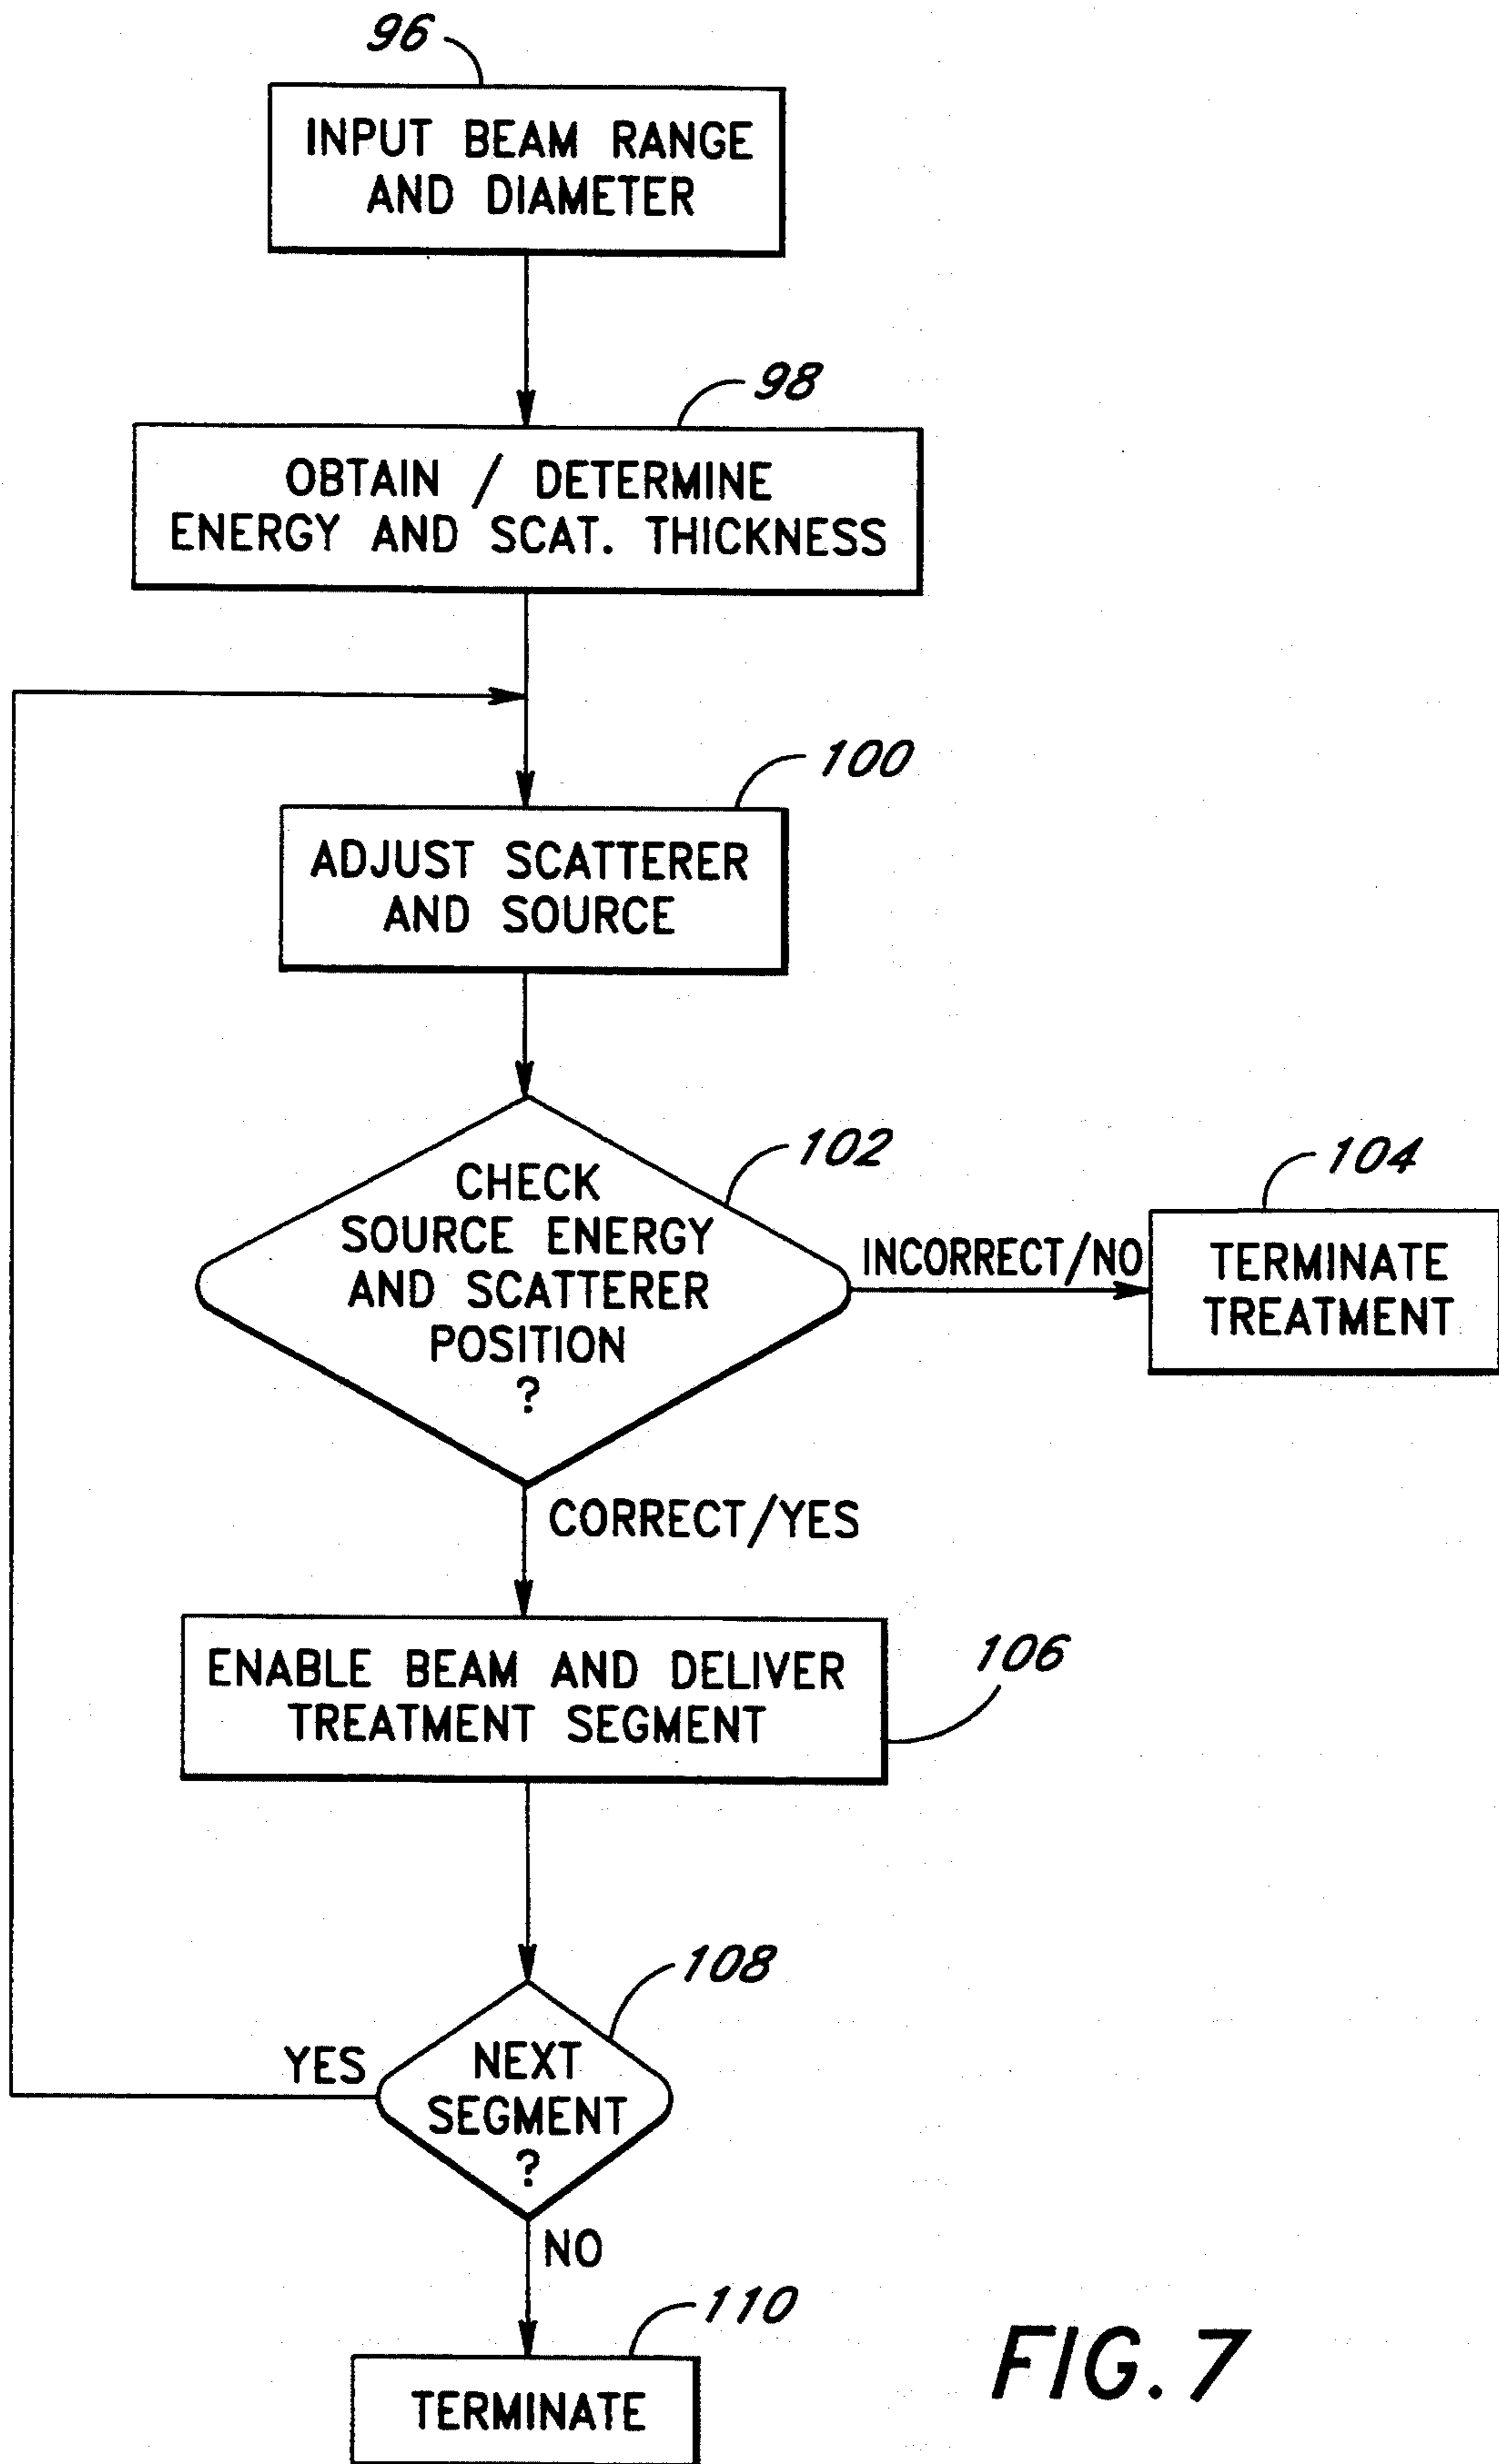 96
INPUT BEAM RANGE
AND DIAMETER
98
OBTAIN / DETERMINE
ENERGY AND SCAT. THICKNESS
100
ADJUST SCATTERER
AND SOURCE
102
CHECK
SOURCE ENERGY
AND SCATTERER
POSITION
?
INCORRECT/NO
104
TERMINATE
TREATMENT
CORRECT/YES
106
ENABLE BEAM AND DELIVER
TREATMENT SEGMENT
108
YES
NEXT
SEGMENT
?
NO
110
TERMINATE
FIG. 7